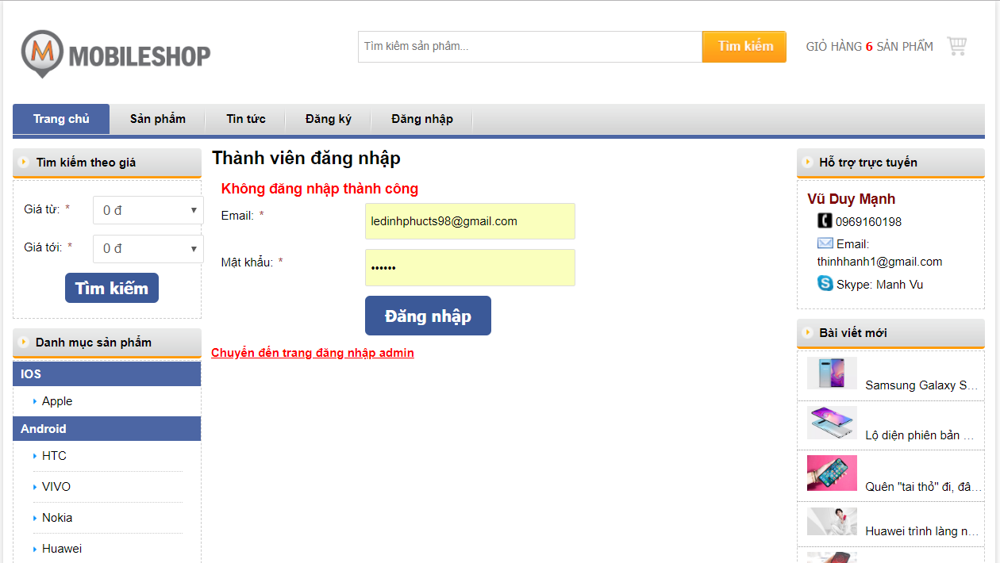 M MOBILESHOP
Tìm kiếm sản phẩm...
Tìm kiếm
GIỎ HÀNG 6 SẢN PHẨM
Trang chủ
Sản phẩm
Tin tức
Đăng ký
Đăng nhập
Tìm kiếm theo giá
Giá từ: *
0 đ
Giá tới: *
0 đ
Tìm kiếm
Danh mục sản phẩm
IOS
Apple
Android
HTC
VIVO
Nokia
Huawei
Thành viên đăng nhập
Không đăng nhập thành công
Email: *
ledinhphucts98@gmail.com
Mật khẩu: *
••••••
Đăng nhập
Chuyển đến trang đăng nhập admin
Hỗ trợ trực tuyến
Vũ Duy Mạnh
0969160198
Email:
thinhhanh1@gmail.com
Skype: Manh Vu
Bài viết mới
Samsung Galaxy S...
Lộ diện phiên bản ...
Quên "tai thỏ" đi, đâ...
Huawei trình làng n...